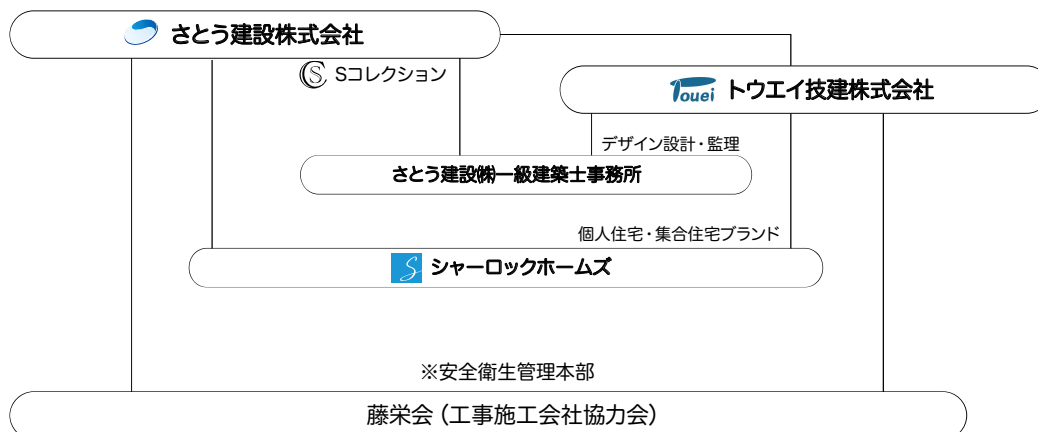 さとう建設株式会社
Sコレクション
Touei トウエイ技建株式会社
デザイン設計・監理
さとう建設㈱一級建築士事務所
個人住宅・集合住宅ブランド
S シャーロックホームズ
※安全衛生管理本部
藤栄会(工事施工会社協力会)